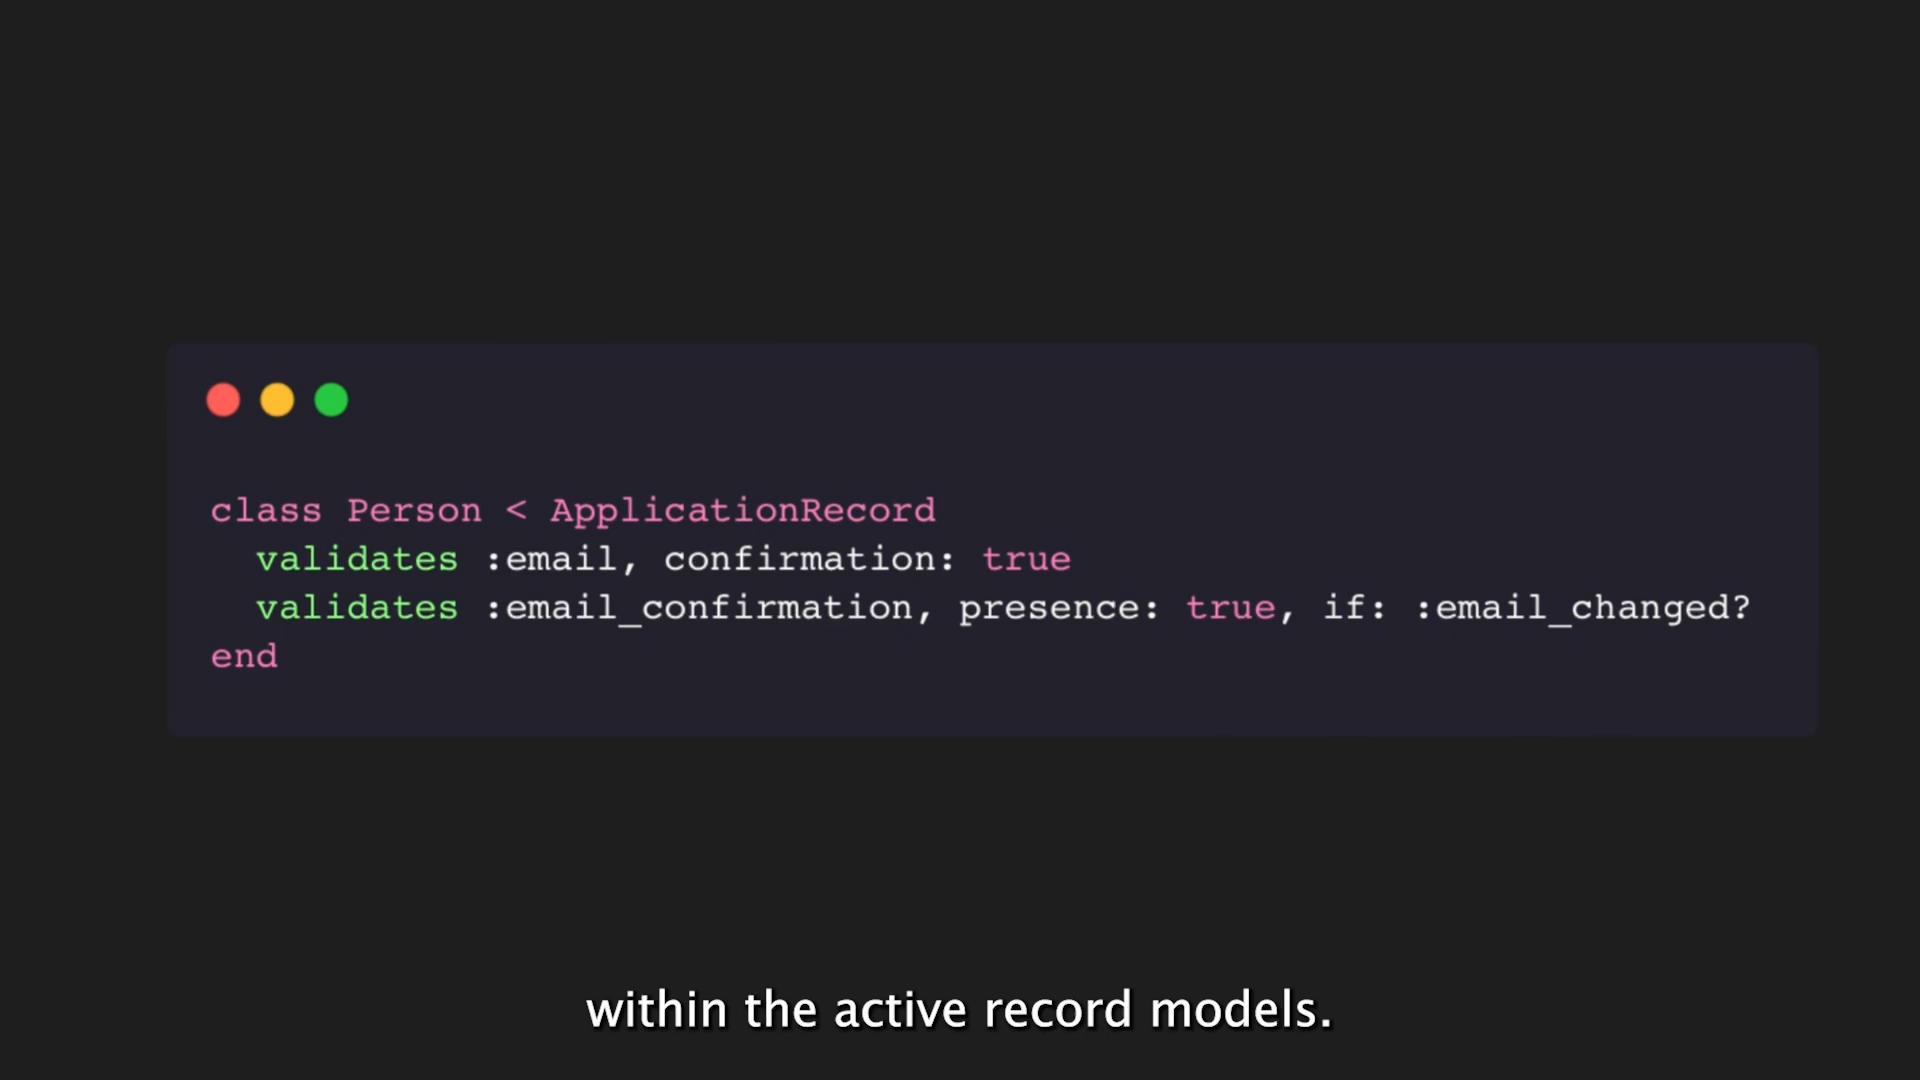 class Person < ApplicationRecord
  validates :email, confirmation: true
  validates :email_confirmation, presence: true, if: :email_changed?
end
within the active record models.